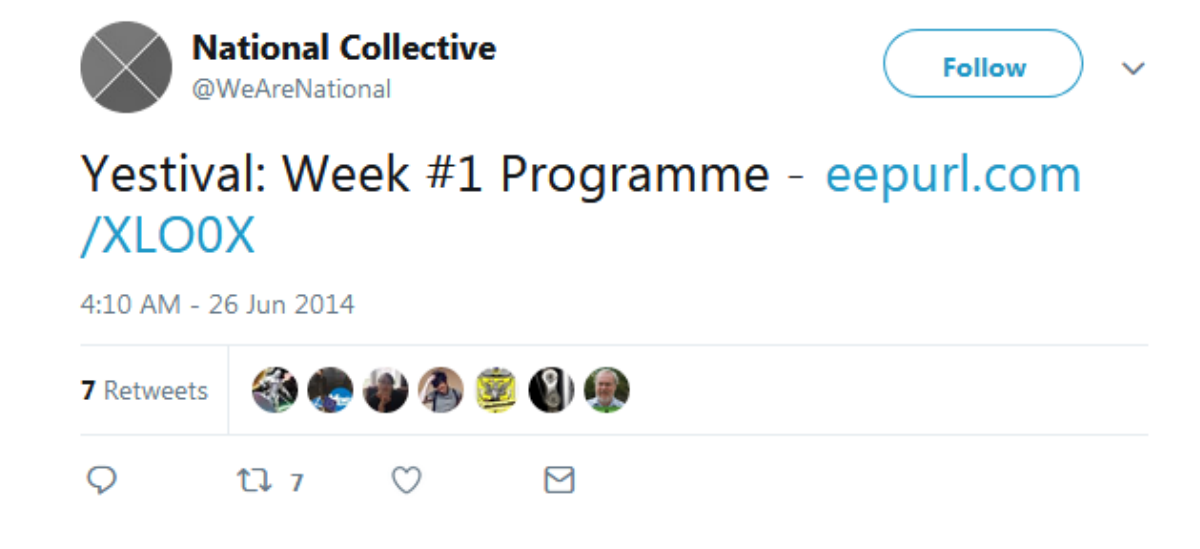 National Collective
@WeAreNational
Follow
Yestival: Week #1 Programme - eepurl.com
/XLO0X
4:10 AM - 26 Jun 2014
7 Retweets
7